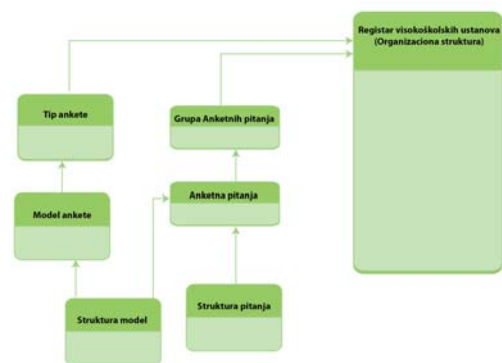 Registar visokoškolskih ustanova
(Organizaciona struktura)
Tip ankete
Grupa Anketnih pitanja
Model ankete
Anketna pitanja
Struktura model
Struktura pitanja